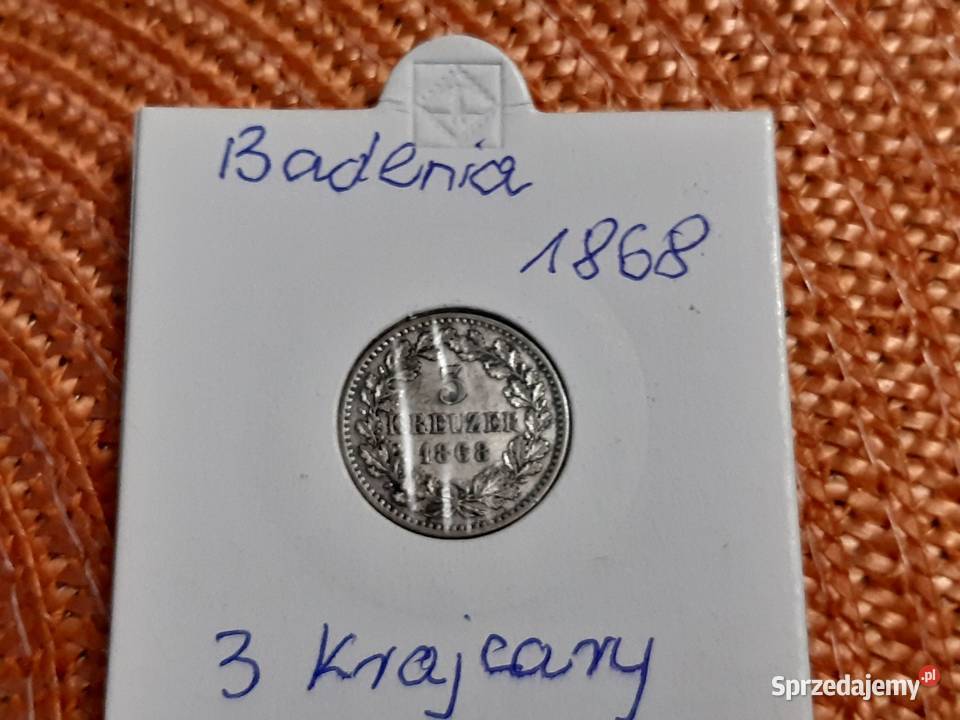 Badenia
1868
3
KREUZER
1868
3 Krajcary
Sprzedajemy.pl